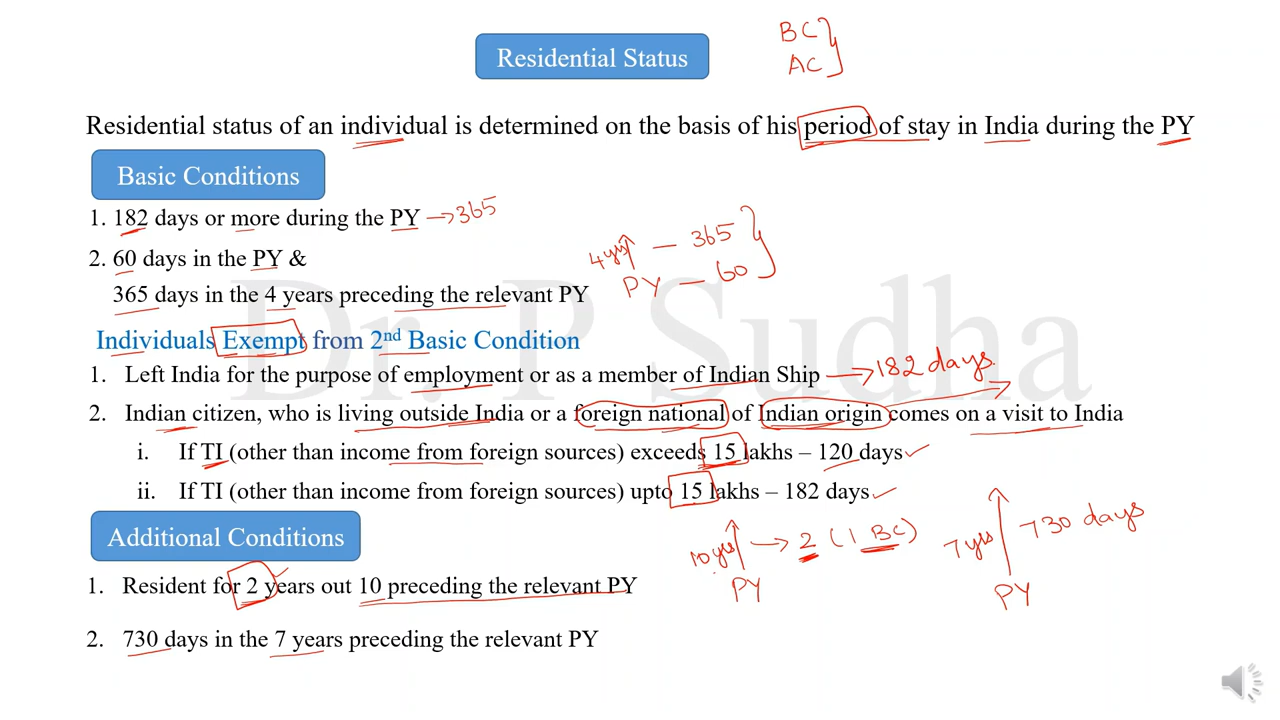 BC
AC
Residential Status
Residential status of an individual is determined on the basis of his period of stay in India during the PY
Basic Conditions
1. 182 days or more during the PY → 365
2. 60 days in the PY &
365 days in the 4 years preceding the relevant PY
4yrs — 365
PY — 60
Individuals Exempt from 2nd Basic Condition
1. Left India for the purpose of employment or as a member of Indian Ship → 182 days
2. Indian citizen, who is living outside India or a foreign national of Indian origin comes on a visit to India
i. If TI (other than income from foreign sources) exceeds 15 lakhs – 120 days
ii. If TI (other than income from foreign sources) upto 15 lakhs – 182 days
Additional Conditions
10yrs → 2 (1 BC)
PY
7yrs 730 days
PY
1. Resident for 2 years out 10 preceding the relevant PY
2. 730 days in the 7 years preceding the relevant PY
Dr. P Sudha